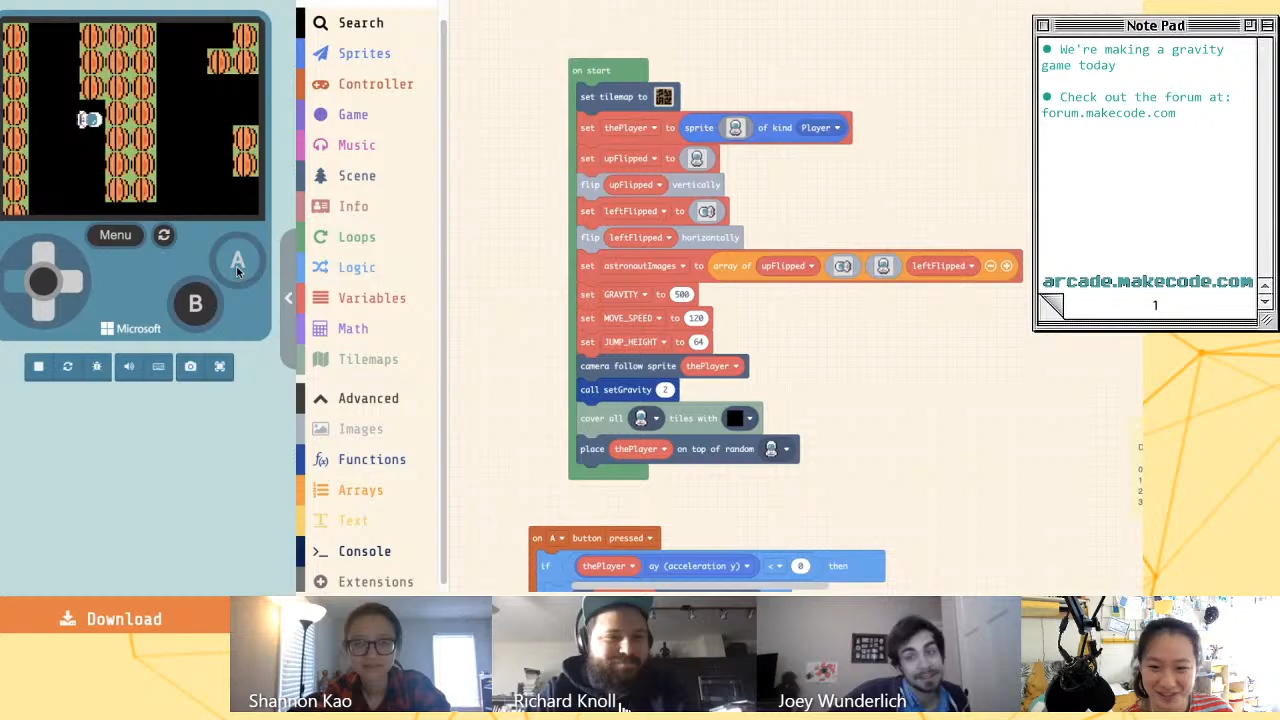 Menu
A
B
Microsoft
Download
Search
Sprites
Controller
Game
Music
Scene
Info
Loops
Logic
Variables
Math
Tilemaps
Advanced
Images
Functions
Arrays
Text
Console
Extensions
on start
set tilemap to
set thePlayer to sprite of kind Player
set upFlipped to
flip upFlipped vertically
set leftFlipped to
flip leftFlipped horizontally
set astronautImages to array of upFlipped leftFlipped
set GRAVITY to 500
set MOVE_SPEED to 120
set JUMP_HEIGHT to 64
camera follow sprite thePlayer
call setGravity 2
cover all tiles with
place thePlayer on top of random
on A button pressed
if thePlayer ay (acceleration y) < 0 then
D
0
1
2
3
Note Pad
We're making a gravity
game today
Check out the forum at:
forum.makecode.com
arcade.makecode.com
1
Shannon Kao
Richard Knoll
Joey Wunderlich